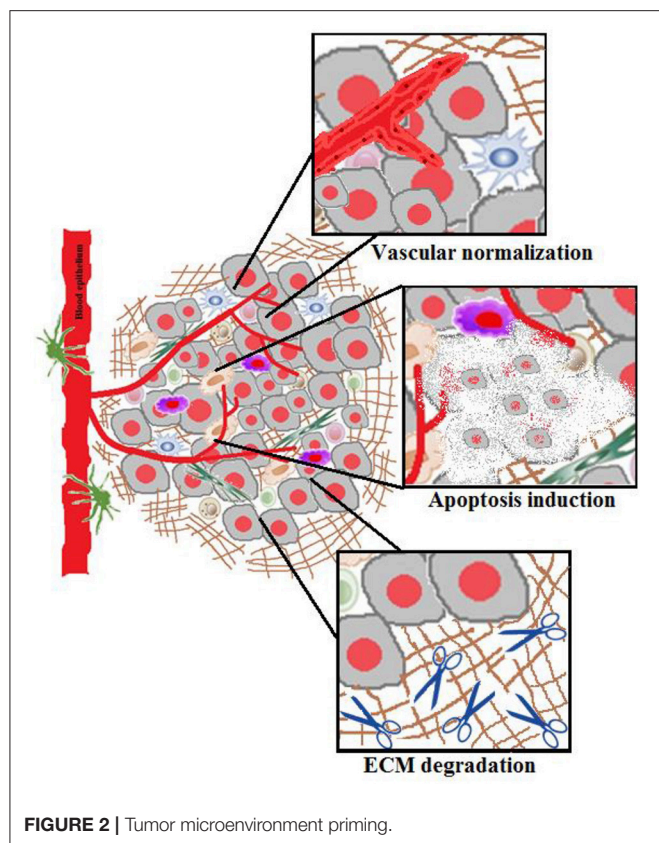 Vascular normalization
Blood epithelium
Apoptosis induction
ECM degradation
FIGURE 2 | Tumor microenvironment priming.